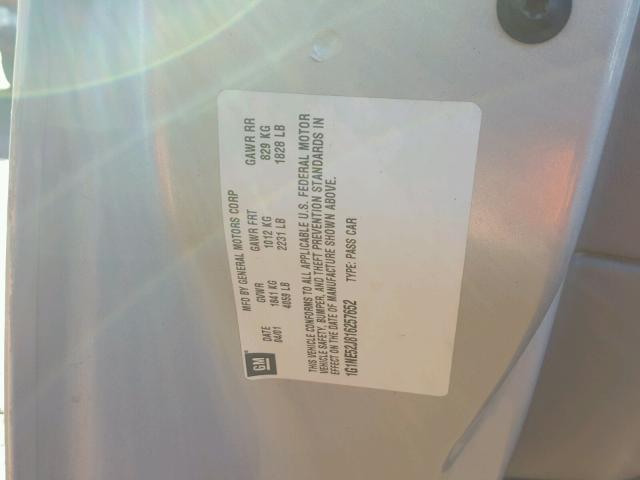 GM
MFD BY GENERAL MOTORS CORP
DATE GVWR GAWR FRT GAWR RR
04/01 1841 KG 1012 KG 829 KG
4059 LB 2231 LB 1828 LB
THIS VEHICLE CONFORMS TO ALL APPLICABLE U.S. FEDERAL MOTOR
VEHICLE SAFETY, BUMPER, AND THEFT PREVENTION STANDARDS IN
EFFECT ON THE DATE OF MANUFACTURE SHOWN ABOVE.
1G1NE52J816257652 TYPE: PASS CAR